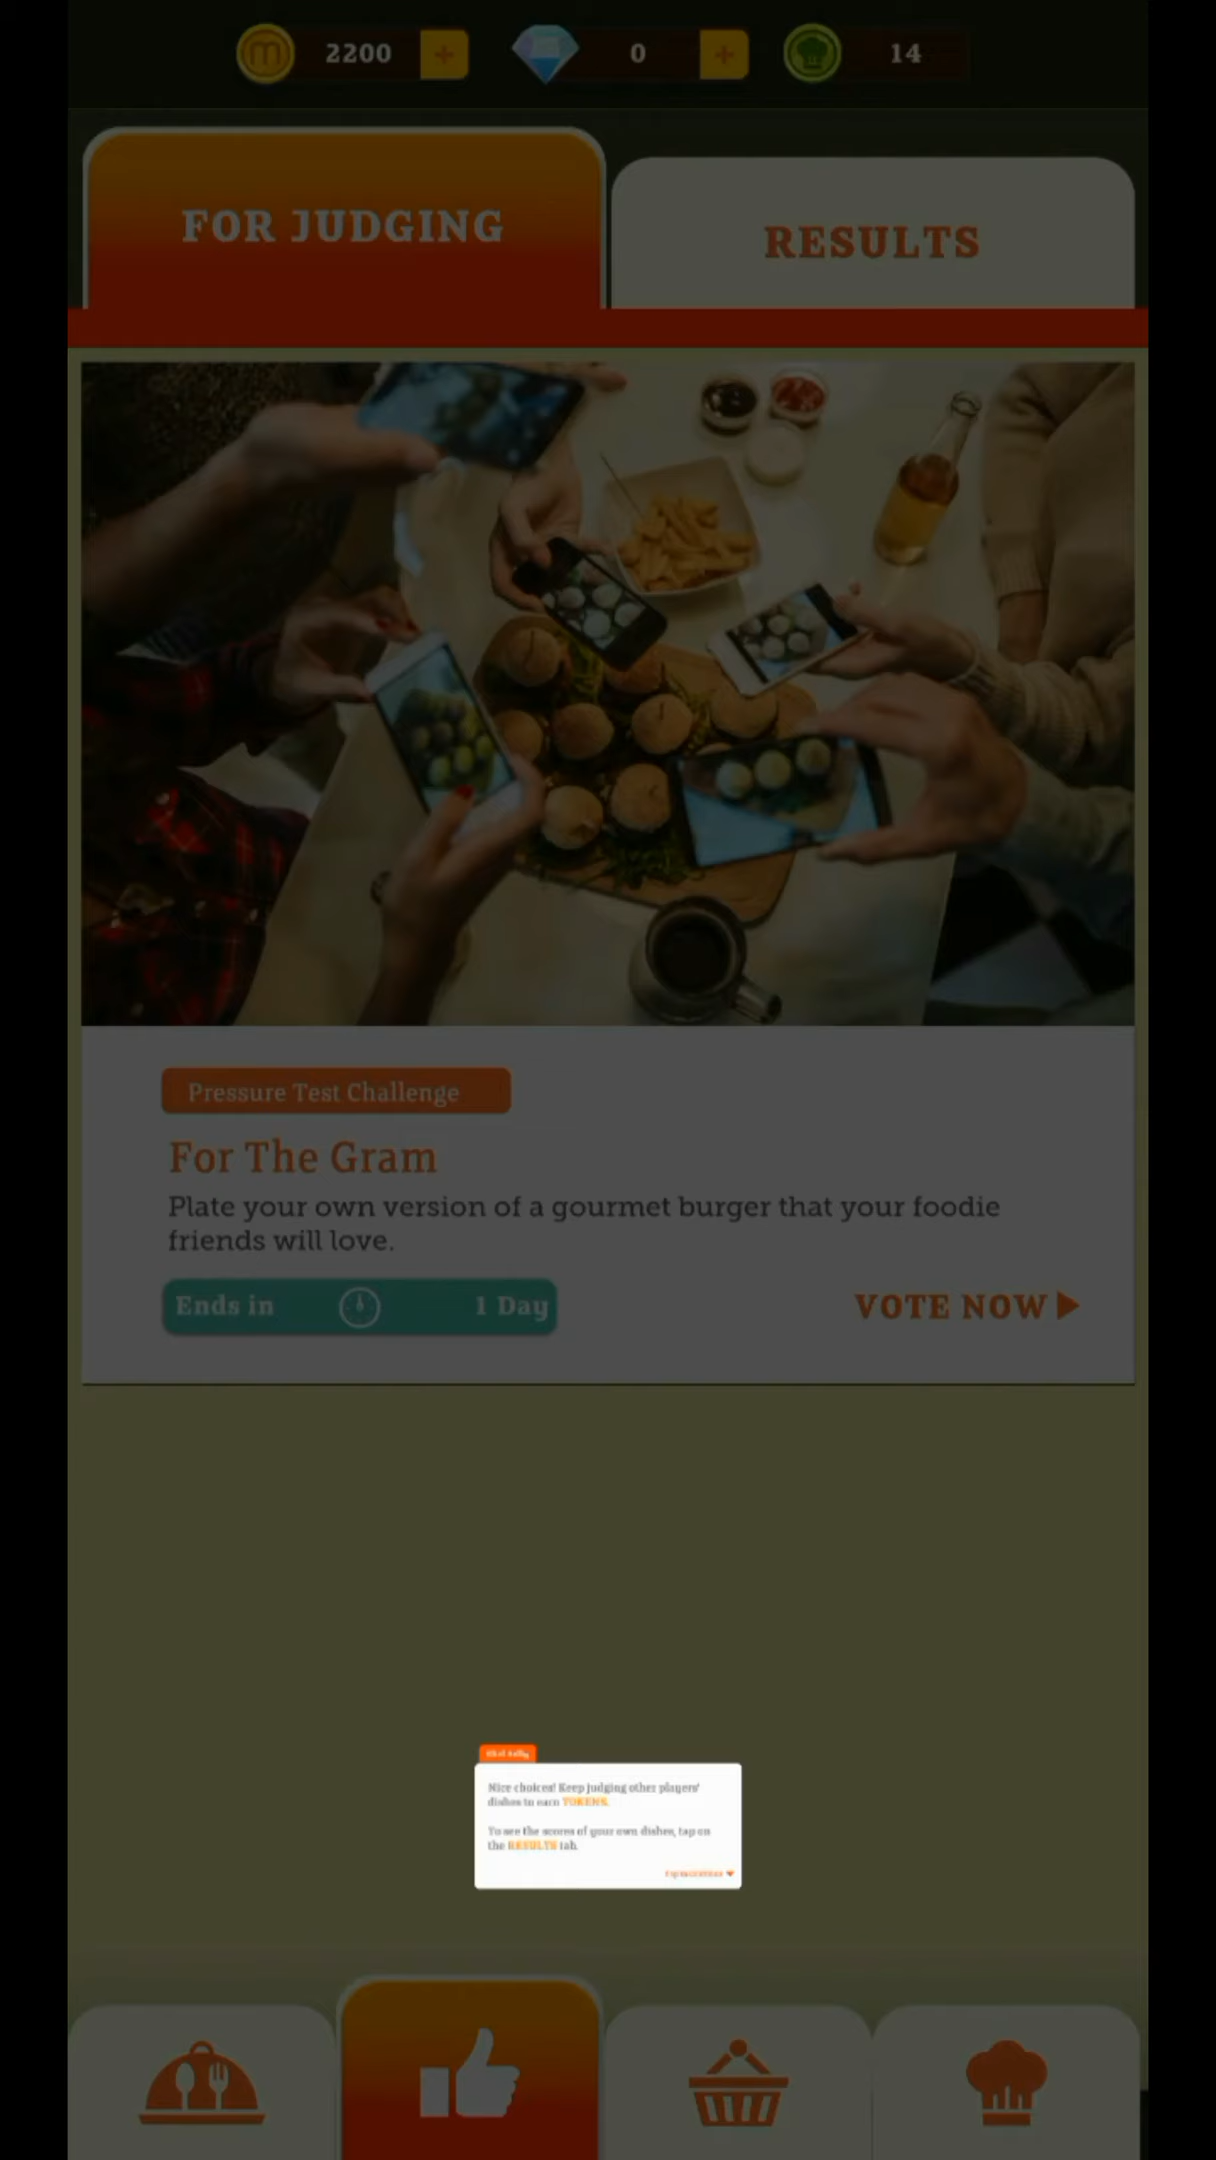 2200
0
14
FOR JUDGING
RESULTS
Pressure Test Challenge
For The Gram
Plate your own version of a gourmet burger that your foodie
friends will love.
Ends in 1 Day
VOTE NOW
Nice choices! Keep judging other players'
dishes to earn TOKENS.
To see the scores of your own dishes, tap on
the RESULTS tab.